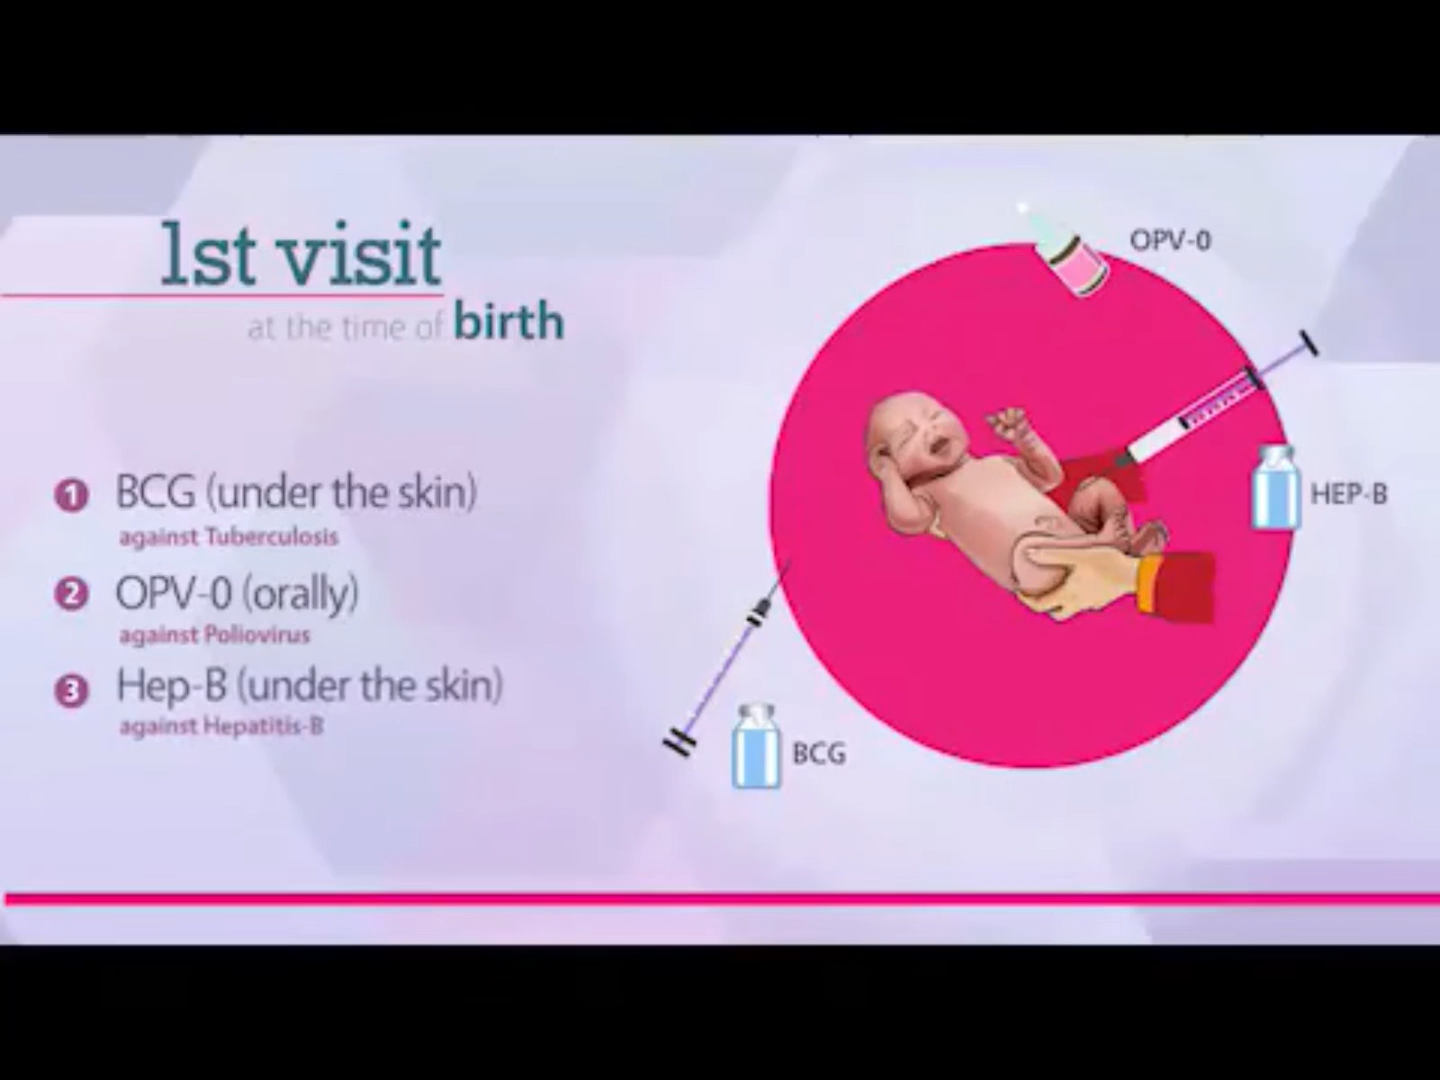 1st visit
at the time of birth
1 BCG (under the skin)
against Tuberculosis
2 OPV-0 (orally)
against Poliovirus
3 Hep-B (under the skin)
against Hepatitis-B
OPV-0
HEP-B
BCG